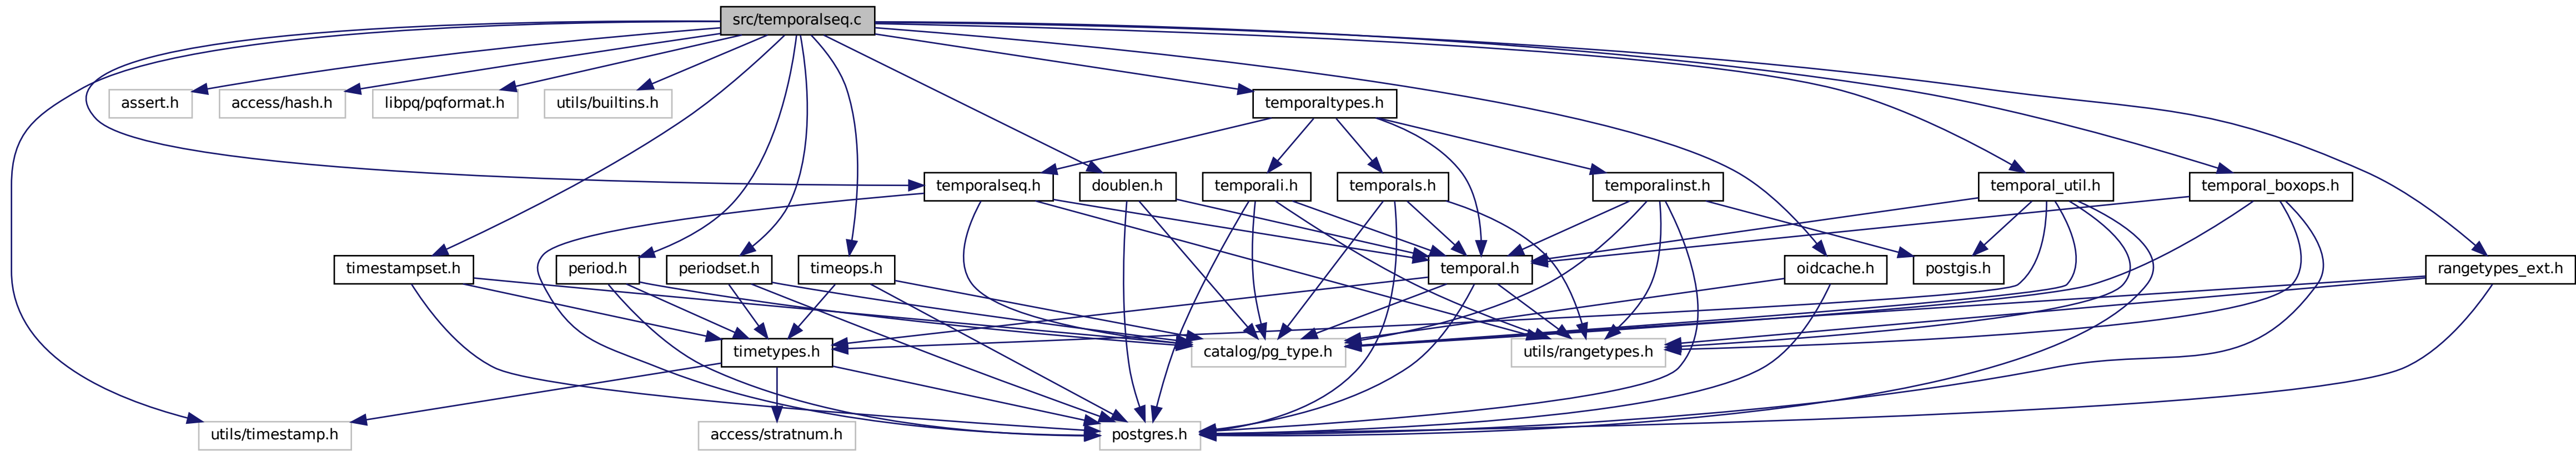 src/temporalseq.c
assert.h
access/hash.h
libpq/pqformat.h
utils/builtins.h
temporaltypes.h
temporalseq.h
doublen.h
temporali.h
temporals.h
temporalinst.h
temporal_util.h
temporal_boxops.h
timestampset.h
period.h
periodset.h
timeops.h
temporal.h
oidcache.h
postgis.h
rangetypes_ext.h
timetypes.h
catalog/pg_type.h
utils/rangetypes.h
utils/timestamp.h
access/stratnum.h
postgres.h